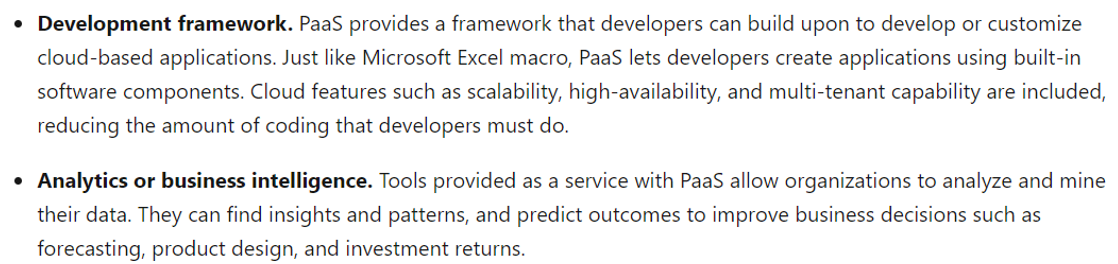 • Development framework. PaaS provides a framework that developers can build upon to develop or customize
cloud-based applications. Just like Microsoft Excel macro, PaaS lets developers create applications using built-in
software components. Cloud features such as scalability, high-availability, and multi-tenant capability are included,
reducing the amount of coding that developers must do.
• Analytics or business intelligence. Tools provided as a service with PaaS allow organizations to analyze and mine
their data. They can find insights and patterns, and predict outcomes to improve business decisions such as
forecasting, product design, and investment returns.